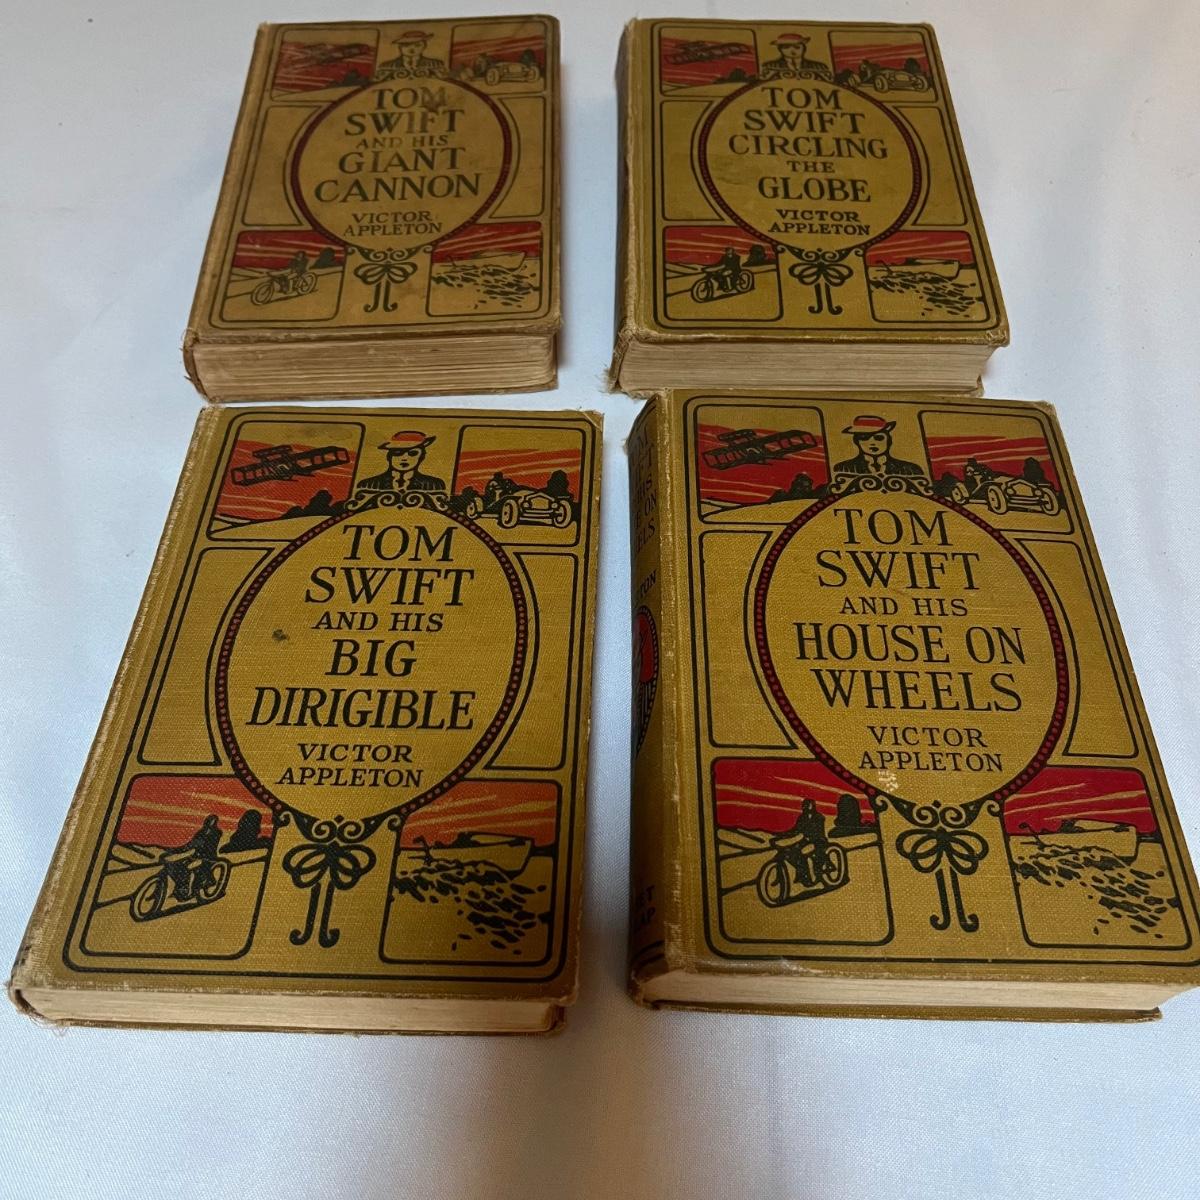 TOM
SWIFT
AND HIS
GIANT
CANNON
VICTOR
APPLETON
TOM
SWIFT
CIRCLING
THE
GLOBE
VICTOR
APPLETON
TOM
SWIFT
AND HIS
BIG
DIRIGIBLE
VICTOR
APPLETON
TOM
SWIFT
AND HIS
HOUSE ON
WHEELS
VICTOR
APPLETON